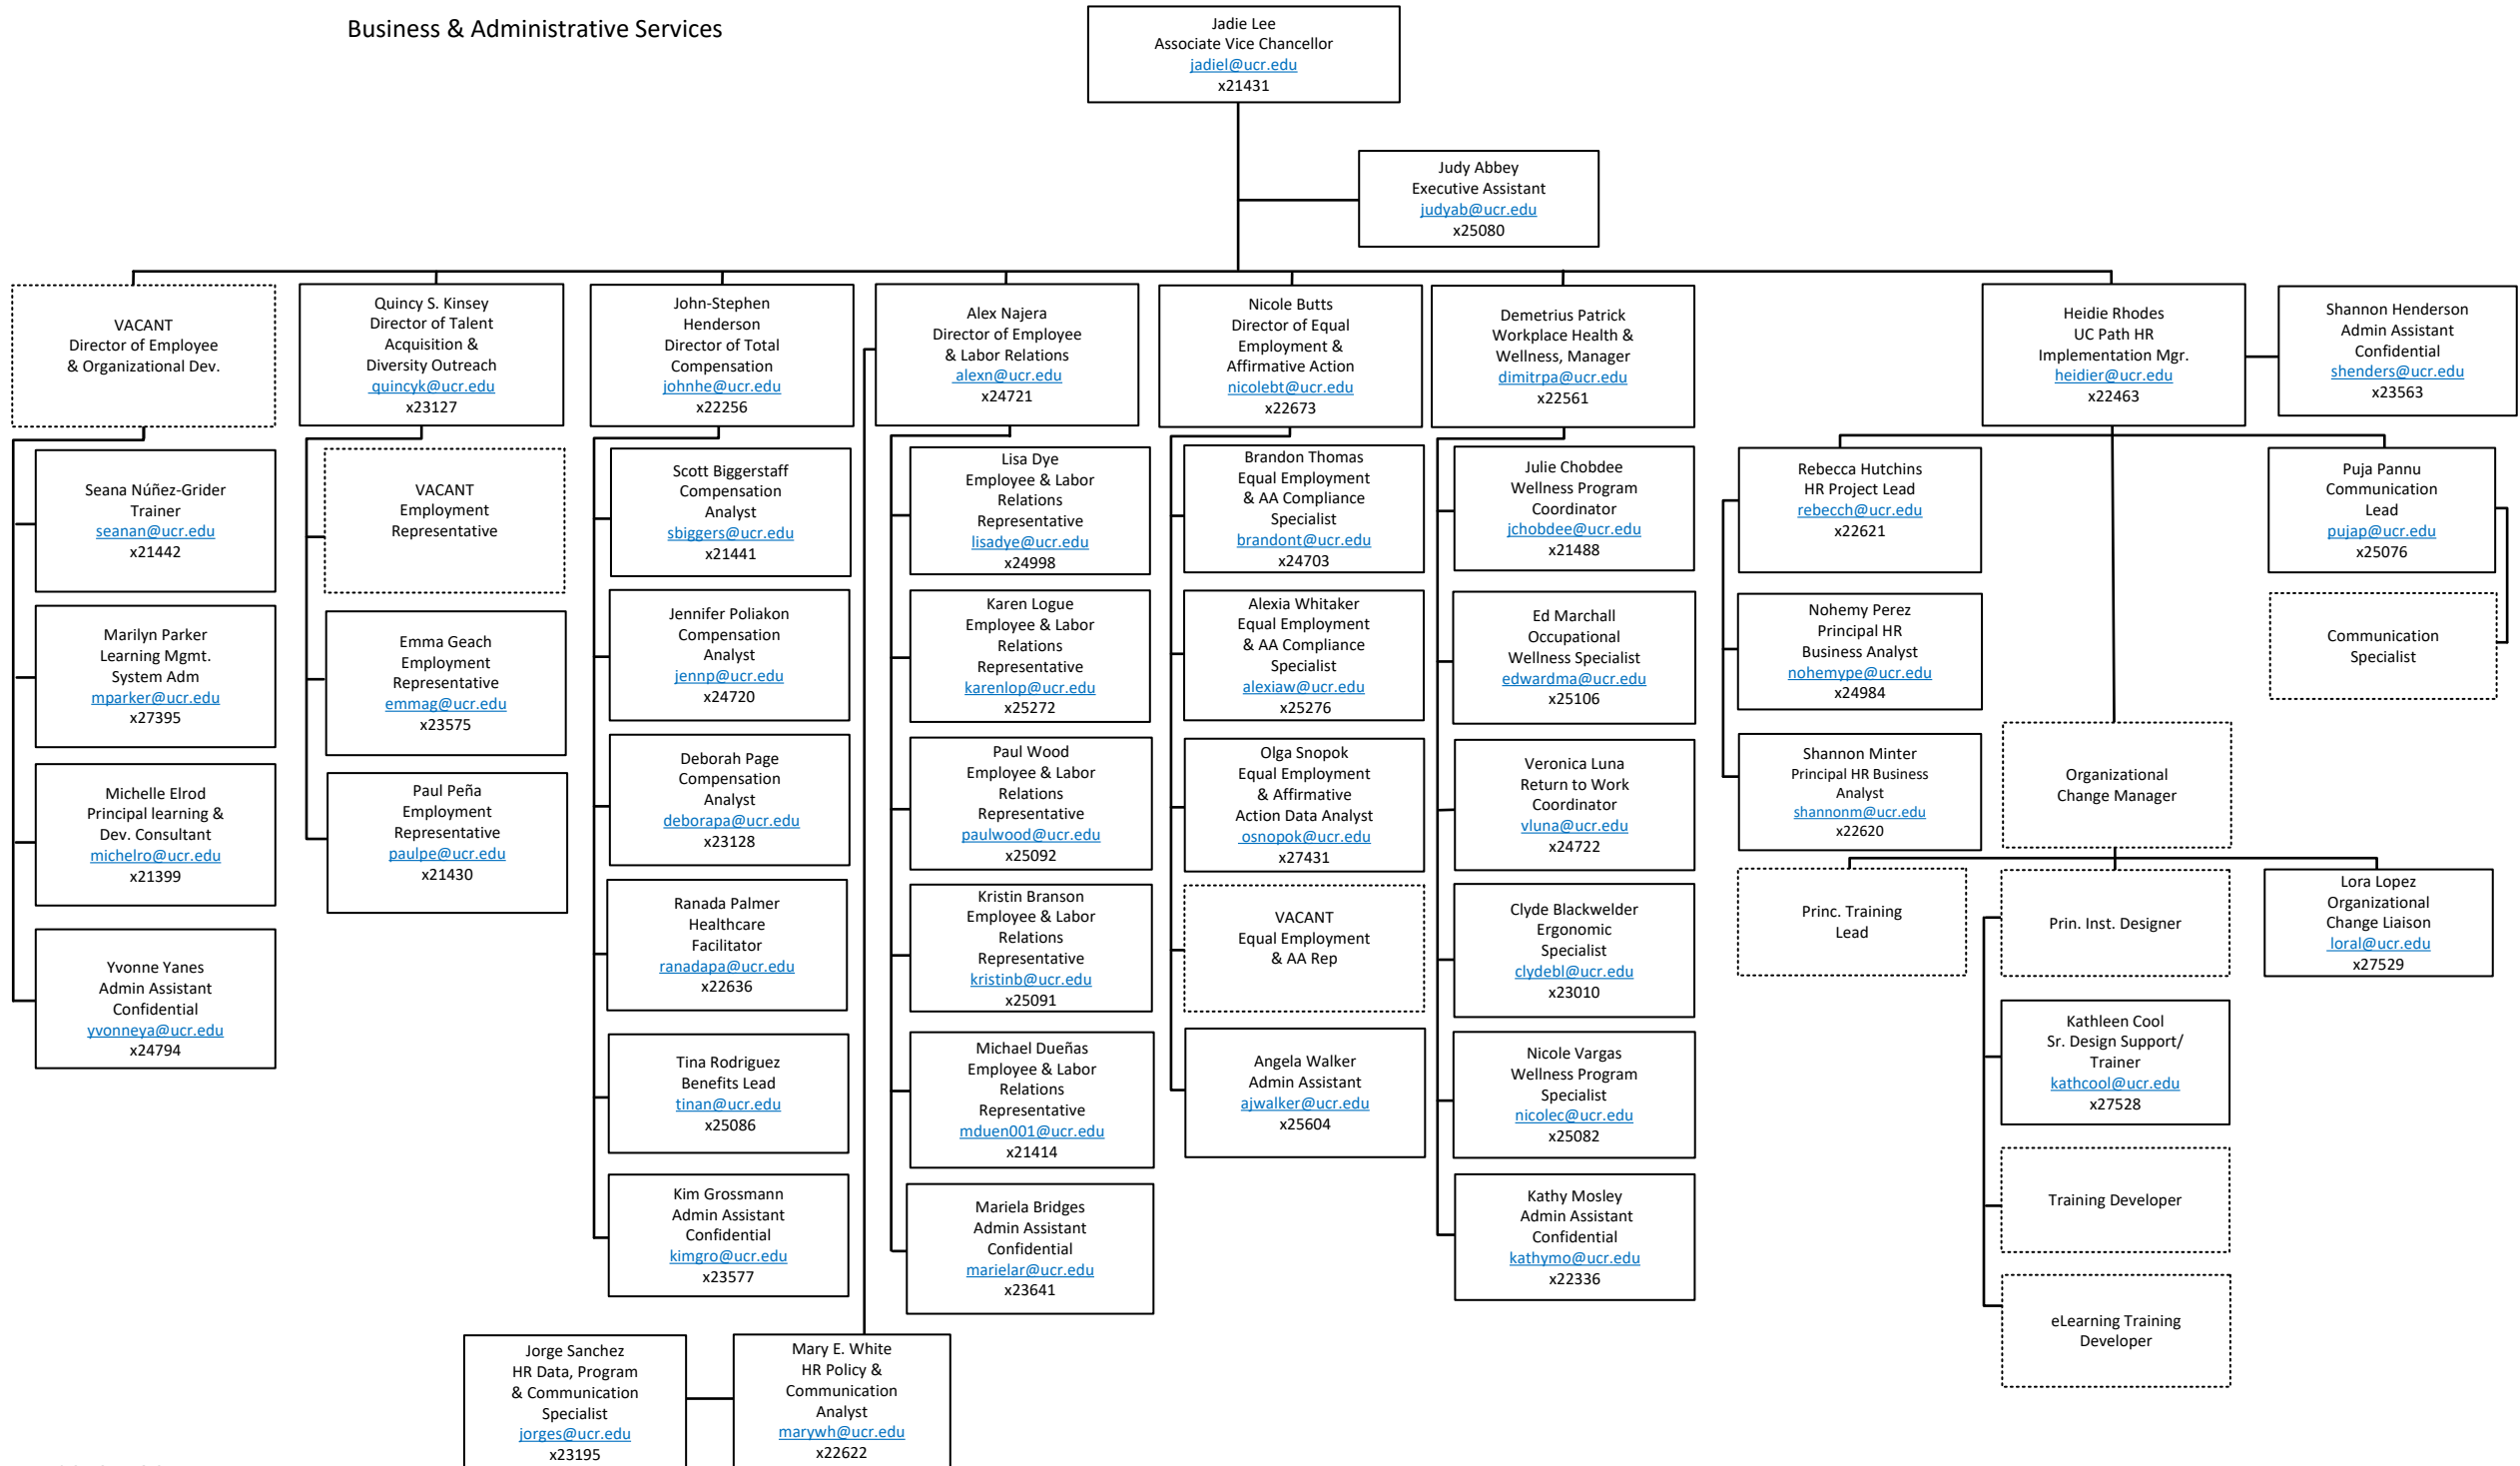 Business & Administrative Services
Jadie Lee
Associate Vice Chancellor
jadiel@ucr.edu
x21431
Judy Abbey
Executive Assistant
judyab@ucr.edu
x25080
VACANT
Director of Employee
& Organizational Dev.
Quincy S. Kinsey
Director of Talent
Acquisition &
Diversity Outreach
quincyk@ucr.edu
x23127
John-Stephen
Henderson
Director of Total
Compensation
johnhe@ucr.edu
x22256
Alex Najera
Director of Employee
& Labor Relations
alexn@ucr.edu
x24721
Nicole Butts
Director of Equal
Employment &
Affirmative Action
nicolebt@ucr.edu
x22673
Demetrius Patrick
Workplace Health &
Wellness, Manager
dimitrpa@ucr.edu
x22561
Heidie Rhodes
UC Path HR
Implementation Mgr.
heidier@ucr.edu
x22463
Shannon Henderson
Admin Assistant
Confidential
shenders@ucr.edu
x23563
Seana Núñez-Grider
Trainer
seanan@ucr.edu
x21442
Marilyn Parker
Learning Mgmt.
System Adm
mparker@ucr.edu
x27395
Michelle Elrod
Principal learning &
Dev. Consultant
michelro@ucr.edu
x21399
Yvonne Yanes
Admin Assistant
Confidential
yvonneya@ucr.edu
x24794
VACANT
Employment
Representative
Emma Geach
Employment
Representative
emmag@ucr.edu
x23575
Paul Peña
Employment
Representative
paulpe@ucr.edu
x21430
Scott Biggerstaff
Compensation
Analyst
sbiggers@ucr.edu
x21441
Jennifer Poliakon
Compensation
Analyst
jennp@ucr.edu
x24720
Deborah Page
Compensation
Analyst
deborapa@ucr.edu
x23128
Ranada Palmer
Healthcare
Facilitator
ranadapa@ucr.edu
x22636
Tina Rodriguez
Benefits Lead
tinan@ucr.edu
x25086
Kim Grossmann
Admin Assistant
Confidential
kimgro@ucr.edu
x23577
Lisa Dye
Employee & Labor
Relations
Representative
lisadye@ucr.edu
x24998
Karen Logue
Employee & Labor
Relations
Representative
karenlop@ucr.edu
x25272
Paul Wood
Employee & Labor
Relations
Representative
paulwood@ucr.edu
x25092
Kristin Branson
Employee & Labor
Relations
Representative
kristinb@ucr.edu
x25091
Michael Dueñas
Employee & Labor
Relations
Representative
mduen001@ucr.edu
x21414
Mariela Bridges
Admin Assistant
Confidential
marielar@ucr.edu
x23641
Brandon Thomas
Equal Employment
& AA Compliance
Specialist
brandont@ucr.edu
x24703
Alexia Whitaker
Equal Employment
& AA Compliance
Specialist
alexiaw@ucr.edu
x25276
Olga Snopok
Equal Employment
& Affirmative
Action Data Analyst
osnopok@ucr.edu
x27431
VACANT
Equal Employment
& AA Rep
Angela Walker
Admin Assistant
ajwalker@ucr.edu
x25604
Julie Chobdee
Wellness Program
Coordinator
jchobdee@ucr.edu
x21488
Ed Marchall
Occupational
Wellness Specialist
edwardma@ucr.edu
x25106
Veronica Luna
Return to Work
Coordinator
vluna@ucr.edu
x24722
Clyde Blackwelder
Ergonomic
Specialist
clydebl@ucr.edu
x23010
Nicole Vargas
Wellness Program
Specialist
nicolec@ucr.edu
x25082
Kathy Mosley
Admin Assistant
Confidential
kathymo@ucr.edu
x22336
Rebecca Hutchins
HR Project Lead
rebecch@ucr.edu
x22621
Nohemy Perez
Principal HR
Business Analyst
nohemype@ucr.edu
x24984
Shannon Minter
Principal HR Business
Analyst
shannonm@ucr.edu
x22620
Puja Pannu
Communication
Lead
pujap@ucr.edu
x25076
Communication
Specialist
Organizational
Change Manager
Princ. Training
Lead
Prin. Inst. Designer
Lora Lopez
Organizational
Change Liaison
loral@ucr.edu
x27529
Kathleen Cool
Sr. Design Support/
Trainer
kathcool@ucr.edu
x27528
Training Developer
eLearning Training
Developer
Jorge Sanchez
HR Data, Program
& Communication
Specialist
jorges@ucr.edu
x23195
Mary E. White
HR Policy &
Communication
Analyst
marywh@ucr.edu
x22622